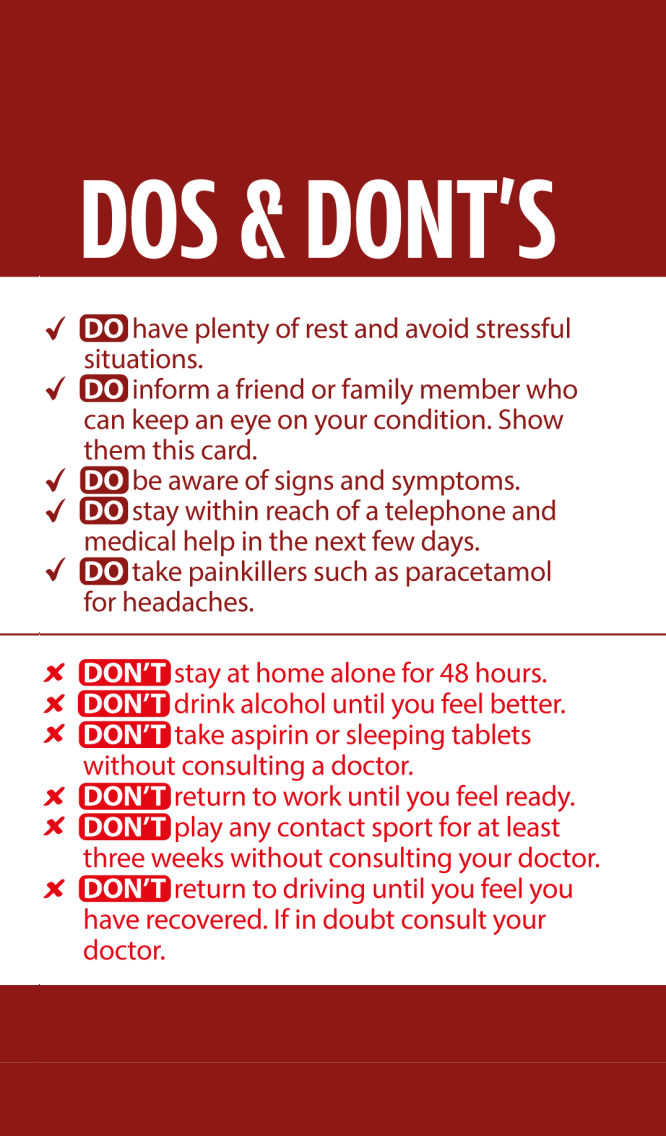 DOS & DONT'S
✓ DO have plenty of rest and avoid stressful
situations.
✓ DO inform a friend or family member who
can keep an eye on your condition. Show
them this card.
✓ DO be aware of signs and symptoms.
✓ DO stay within reach of a telephone and
medical help in the next few days.
✓ DO take painkillers such as paracetamol
for headaches.
✘ DON'T stay at home alone for 48 hours.
✘ DON'T drink alcohol until you feel better.
✘ DON'T take aspirin or sleeping tablets
without consulting a doctor.
✘ DON'T return to work until you feel ready.
✘ DON'T play any contact sport for at least
three weeks without consulting your doctor.
✘ DON'T return to driving until you feel you
have recovered. If in doubt consult your
doctor.